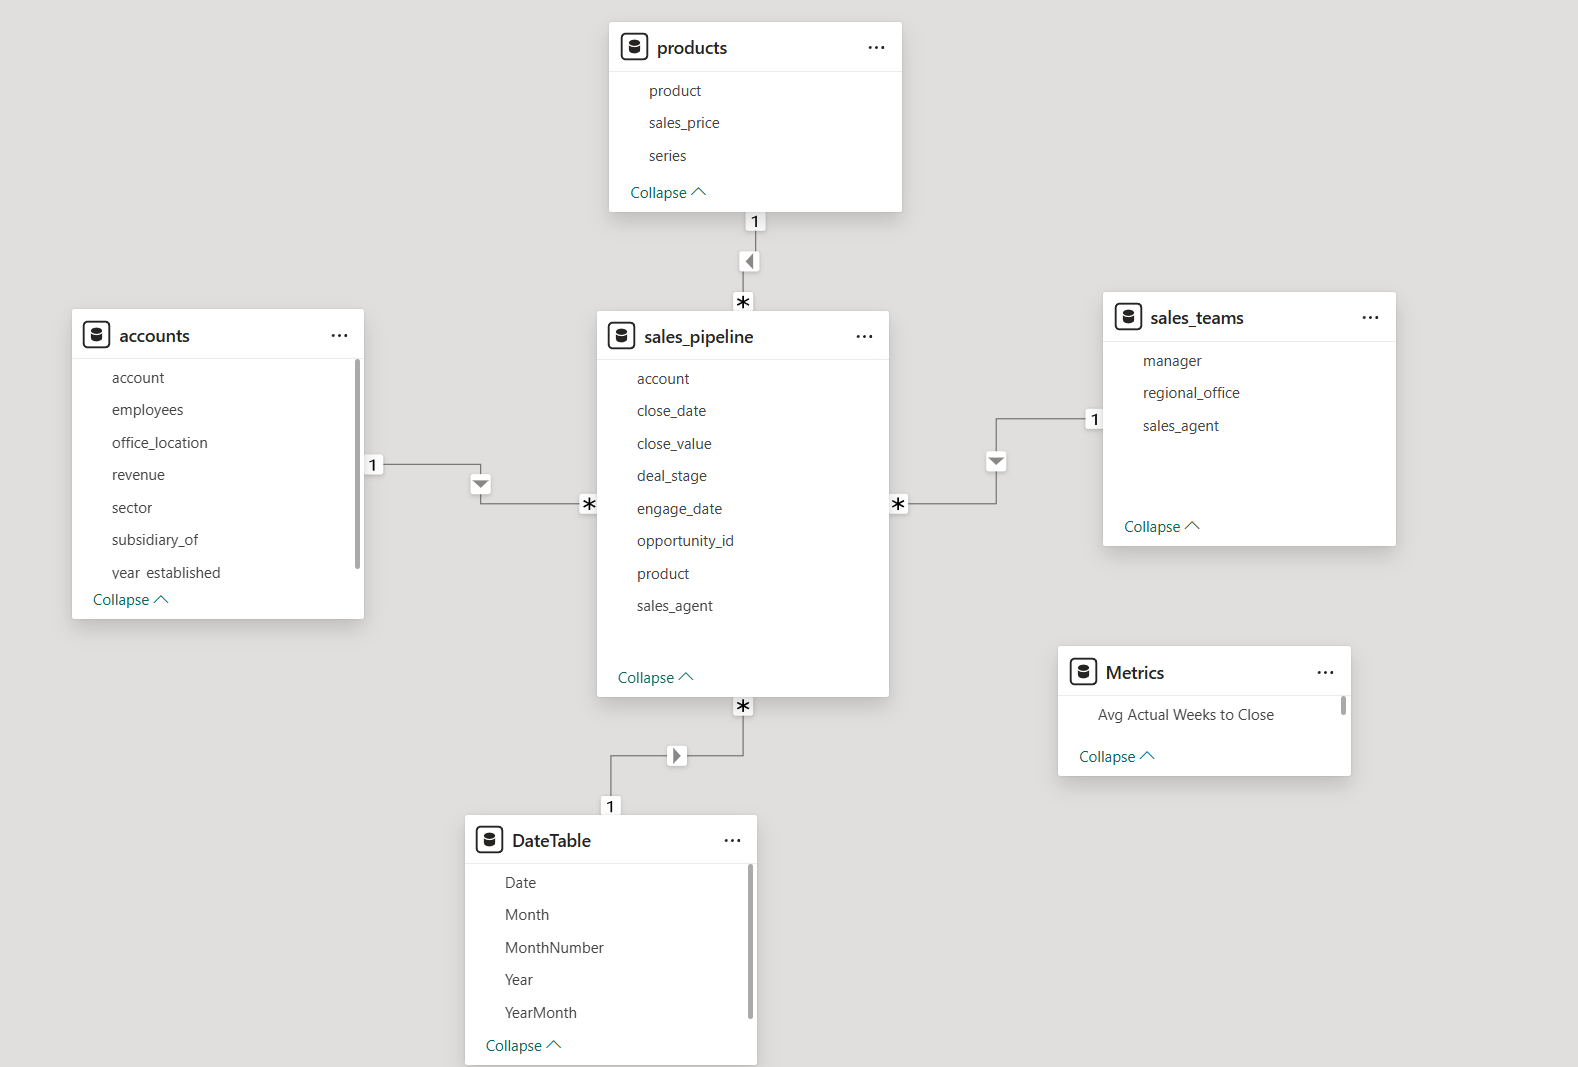 products
product
sales_price
series
Collapse
1
*
accounts
account
employees
office_location
revenue
sector
subsidiary_of
year_established
Collapse
1
*
sales_pipeline
account
close_date
close_value
deal_stage
engage_date
opportunity_id
product
sales_agent
Collapse
*
sales_teams
manager
regional_office
sales_agent
Collapse
1
*
Metrics
Avg Actual Weeks to Close
Collapse
1
DateTable
Date
Month
MonthNumber
Year
YearMonth
Collapse